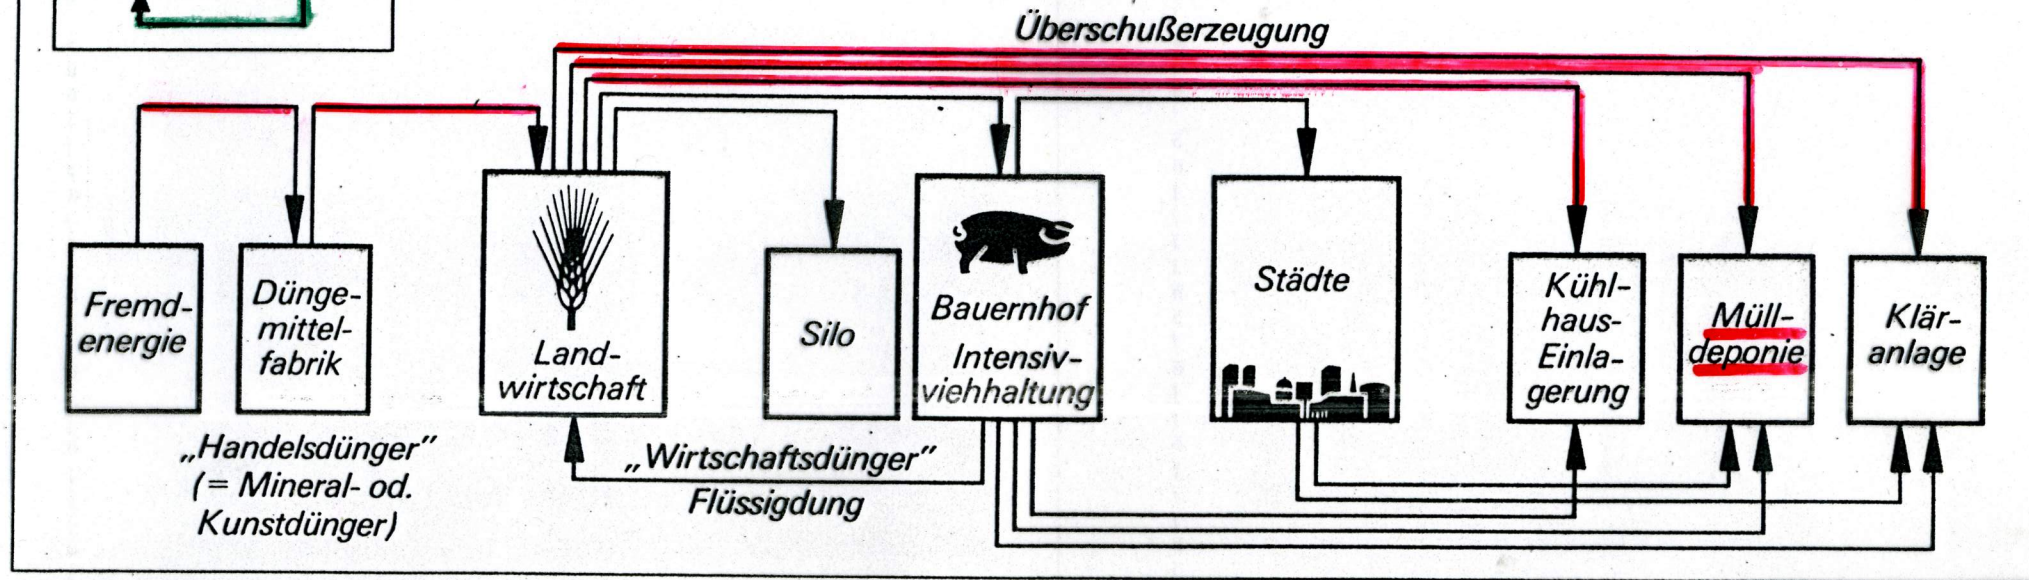 Überschußerzeugung
Fremd-
energie
Dünge-
mittel-
fabrik
Land-
wirtschaft
Silo
Bauernhof
Intensiv-
viehhaltung
Städte
Kühl-
haus-
Einla-
gerung
Müll-
deponie
Klär-
anlage
„Handelsdünger”
(= Mineral- od.
Kunstdünger)
„Wirtschaftsdünger”
Flüssigdung